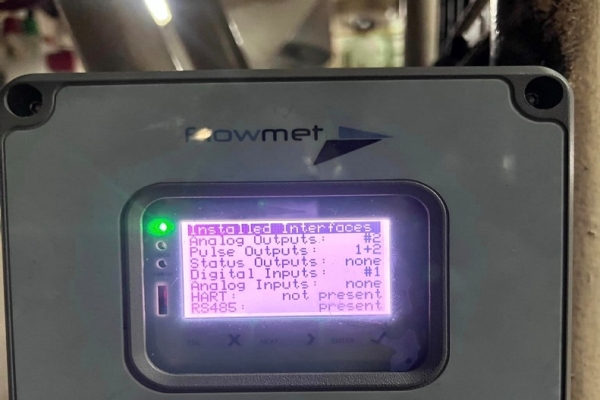 flowmet
Installed Interfaces
Analog Outputs: #2
Pulse Outputs: 1+2
Status Outputs: none
Digital Inputs: #1
Analog Inputs: none
HART: not present
RS485: present